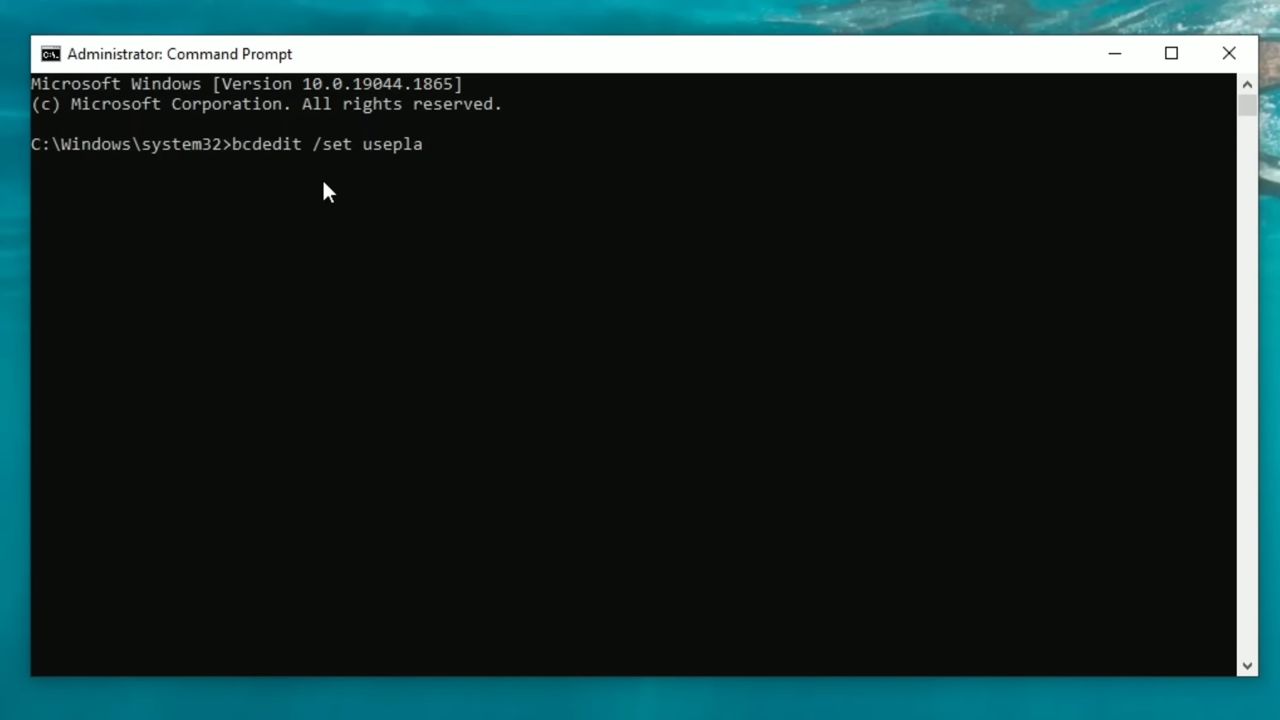 Administrator: Command Prompt
Microsoft Windows [Version 10.0.19044.1865]
(c) Microsoft Corporation. All rights reserved.
C:\Windows\system32>bcdedit /set usepla